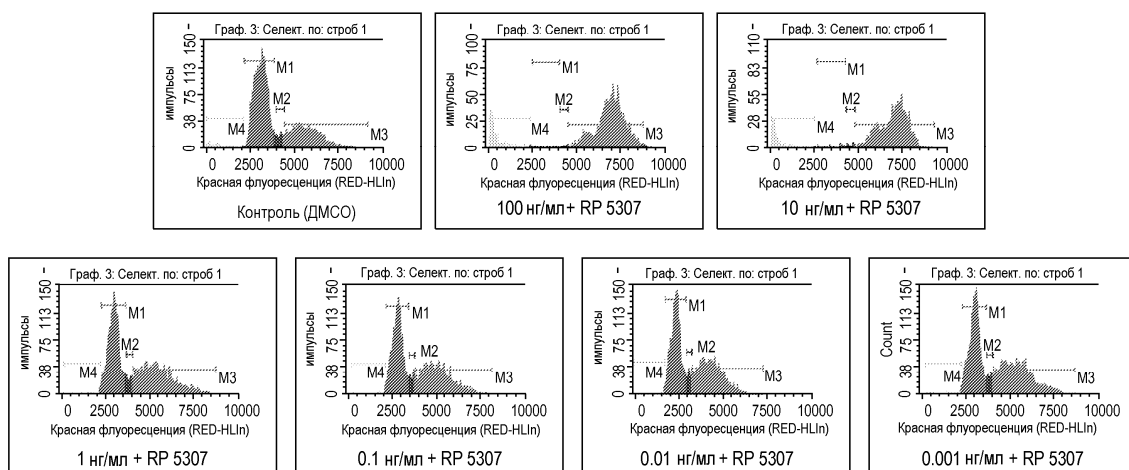 Граф. 3: Селект. по: строб 1
150
113
75
38
0
импульсы
M1
M2
M3
M4
0 2500 5000 7500 10000
Красная флуоресценция (RED-HLIn)
Контроль (ДМСО)
Граф. 3: Селект. по: строб 1
100
75
50
25
0
импульсы
M1
M2
M3
M4
0 2500 5000 7500 10000
Красная флуоресценция (RED-HLIn)
100 нг/мл + RP 5307
Граф. 3: Селект. по: строб 1
110
83
55
28
0
импульсы
M1
M2
M3
M4
0 2500 5000 7500 10000
Красная флуоресценция (RED-HLIn)
10 нг/мл + RP 5307
Граф. 3: Селект. по: строб 1
150
113
75
38
0
импульсы
M1
M2
M3
M4
0 2500 5000 7500 10000
Красная флуоресценция (RED-HLIn)
1 нг/мл + RP 5307
Граф. 3: Селект. по: строб 1
150
113
75
38
0
импульсы
M1
M2
M3
M4
0 2500 5000 7500 10000
Красная флуоресценция (RED-HLIn)
0.1 нг/мл + RP 5307
Граф. 3: Селект. по: строб 1
150
113
75
38
0
импульсы
M1
M2
M3
M4
0 2500 5000 7500 10000
Красная флуоресценция (RED-HLIn)
0.01 нг/мл + RP 5307
Граф. 3: Селект. по: строб 1
150
113
75
38
0
Count
M1
M2
M3
M4
0 2500 5000 7500 10000
Красная флуоресценция (RED-HLIn)
0.001 нг/мл + RP 5307